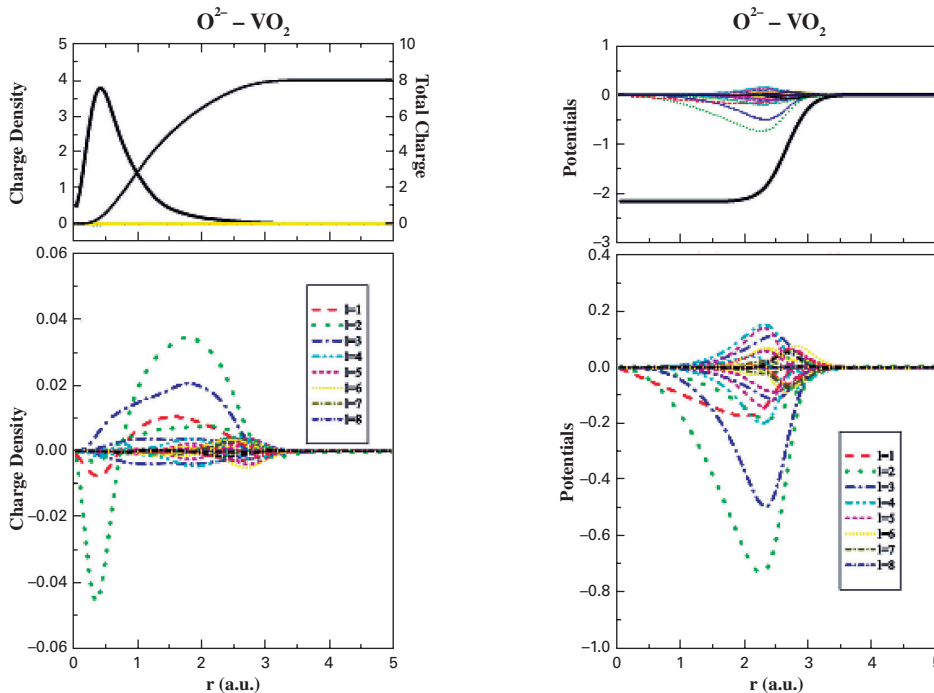 O²⁻ – VO₂
5
4
3
2
1
0
Charge Density
10
8
6
4
2
0
Total Charge
0.06
0.04
0.02
0.00
−0.02
−0.04
−0.06
Charge Density
l=1
l=2
l=3
l=4
l=5
l=6
l=7
l=8
0 1 2 3 4 5
r (a.u.)
O²⁻ – VO₂
1
0
−1
−2
−3
Potentials
0.4
0.2
0.0
−0.2
−0.4
−0.6
−0.8
−1.0
Potentials
l=1
l=2
l=3
l=4
l=5
l=6
l=7
l=8
0 1 2 3 4 5
r (a.u.)